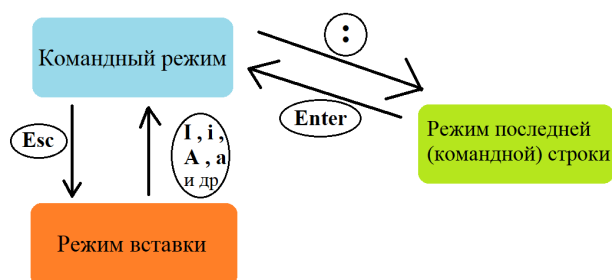 Командный режим
:
Enter
Esc
I , i ,
A , a
и др
Режим последней
(командной) строки
Режим вставки